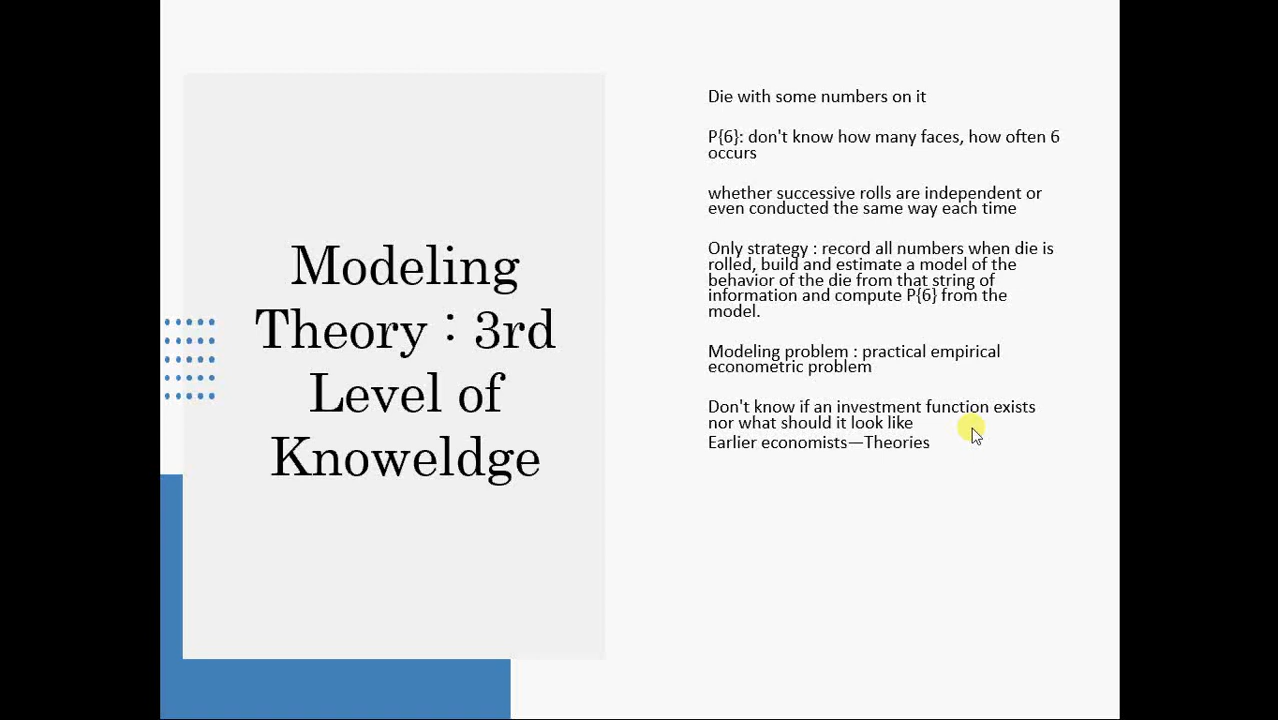 Modeling
Theory : 3rd
Level of
Knoweldge
Die with some numbers on it
P{6}: don't know how many faces, how often 6
occurs
whether successive rolls are independent or
even conducted the same way each time
Only strategy : record all numbers when die is
rolled, build and estimate a model of the
behavior of the die from that string of
information and compute P{6} from the
model.
Modeling problem : practical empirical
econometric problem
Don't know if an investment function exists
nor what should it look like
Earlier economists—Theories